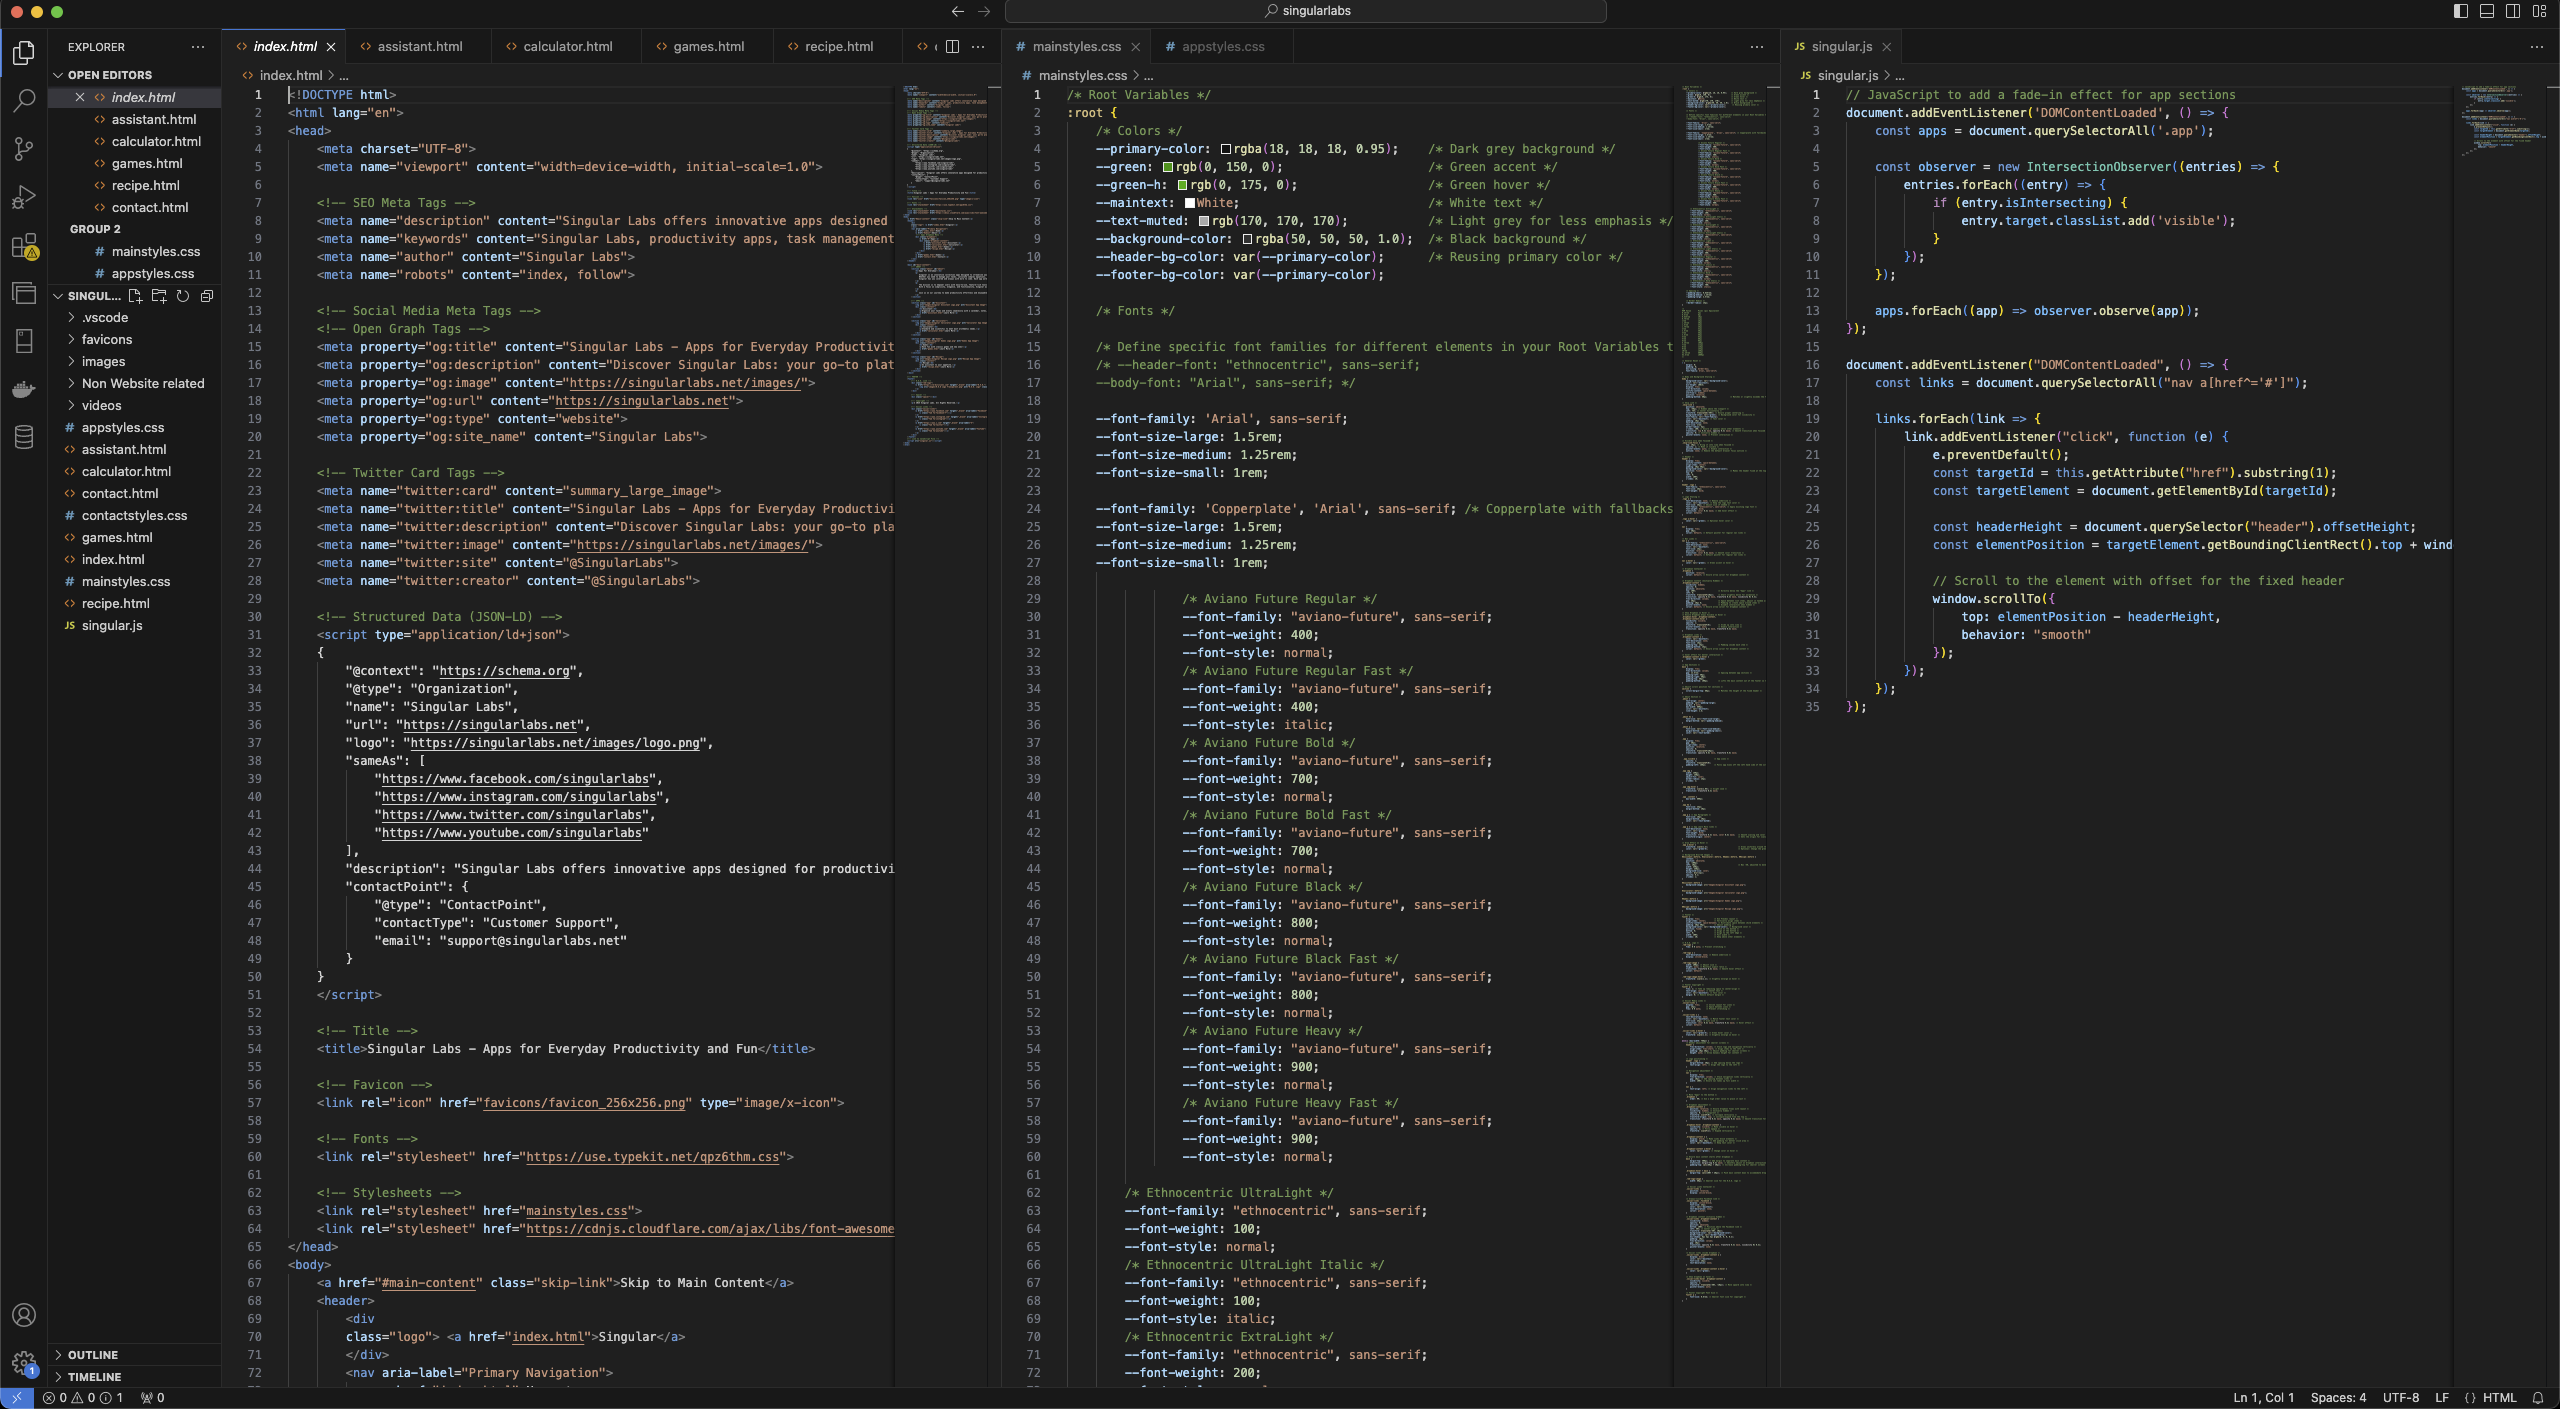 singularlabs
EXPLORER
OPEN EDITORS
index.html
assistant.html
calculator.html
games.html
recipe.html
contact.html
GROUP 2
mainstyles.css
appstyles.css
SINGUL...
.vscode
favicons
images
Non Website related
videos
appstyles.css
assistant.html
calculator.html
contact.html
contactstyles.css
games.html
index.html
mainstyles.css
recipe.html
JS singular.js
OUTLINE
TIMELINE
index.html
assistant.html
calculator.html
games.html
recipe.html
index.html > ...
1 <!DOCTYPE html>
2 <html lang="en">
3 <head>
4 <meta charset="UTF-8">
5 <meta name="viewport" content="width=device-width, initial-scale=1.0">
6
7 <!-- SEO Meta Tags -->
8 <meta name="description" content="Singular Labs offers innovative apps designed
9 <meta name="keywords" content="Singular Labs, productivity apps, task management
10 <meta name="author" content="Singular Labs">
11 <meta name="robots" content="index, follow">
12
13 <!-- Social Media Meta Tags -->
14 <!-- Open Graph Tags -->
15 <meta property="og:title" content="Singular Labs - Apps for Everyday Productivit
16 <meta property="og:description" content="Discover Singular Labs: your go-to plat
17 <meta property="og:image" content="https://singularlabs.net/images/">
18 <meta property="og:url" content="https://singularlabs.net">
19 <meta property="og:type" content="website">
20 <meta property="og:site_name" content="Singular Labs">
21
22 <!-- Twitter Card Tags -->
23 <meta name="twitter:card" content="summary_large_image">
24 <meta name="twitter:title" content="Singular Labs - Apps for Everyday Productivi
25 <meta name="twitter:description" content="Discover Singular Labs: your go-to pla
26 <meta name="twitter:image" content="https://singularlabs.net/images/">
27 <meta name="twitter:site" content="@SingularLabs">
28 <meta name="twitter:creator" content="@SingularLabs">
29
30 <!-- Structured Data (JSON-LD) -->
31 <script type="application/ld+json">
32 {
33 "@context": "https://schema.org",
34 "@type": "Organization",
35 "name": "Singular Labs",
36 "url": "https://singularlabs.net",
37 "logo": "https://singularlabs.net/images/logo.png",
38 "sameAs": [
39 "https://www.facebook.com/singularlabs",
40 "https://www.instagram.com/singularlabs",
41 "https://www.twitter.com/singularlabs",
42 "https://www.youtube.com/singularlabs"
43 ],
44 "description": "Singular Labs offers innovative apps designed for productivi
45 "contactPoint": {
46 "@type": "ContactPoint",
47 "contactType": "Customer Support",
48 "email": "support@singularlabs.net"
49 }
50 }
51 </script>
52
53 <!-- Title -->
54 <title>Singular Labs - Apps for Everyday Productivity and Fun</title>
55
56 <!-- Favicon -->
57 <link rel="icon" href="favicons/favicon_256x256.png" type="image/x-icon">
58
59 <!-- Fonts -->
60 <link rel="stylesheet" href="https://use.typekit.net/qpz6thm.css">
61
62 <!-- Stylesheets -->
63 <link rel="stylesheet" href="mainstyles.css">
64 <link rel="stylesheet" href="https://cdnjs.cloudflare.com/ajax/libs/font-awesome
65 </head>
66 <body>
67 <a href="#main-content" class="skip-link">Skip to Main Content</a>
68 <header>
69 <div
70 class="logo"> <a href="index.html">Singular</a>
71 </div>
72 <nav aria-label="Primary Navigation">
# mainstyles.css
# appstyles.css
# mainstyles.css > ...
1 /* Root Variables */
2 :root {
3 /* Colors */
4 --primary-color: rgba(18, 18, 18, 0.95); /* Dark grey background */
5 --green: rgb(0, 150, 0); /* Green accent */
6 --green-h: rgb(0, 175, 0); /* Green hover */
7 --maintext: White; /* White text */
8 --text-muted: rgb(170, 170, 170); /* Light grey for less emphasis */
9 --background-color: rgba(50, 50, 50, 1.0); /* Black background */
10 --header-bg-color: var(--primary-color); /* Reusing primary color */
11 --footer-bg-color: var(--primary-color);
12
13 /* Fonts */
14
15 /* Define specific font families for different elements in your Root Variables t
16 /* --header-font: "ethnocentric", sans-serif;
17 --body-font: "Arial", sans-serif; */
18
19 --font-family: 'Arial', sans-serif;
20 --font-size-large: 1.5rem;
21 --font-size-medium: 1.25rem;
22 --font-size-small: 1rem;
23
24 --font-family: 'Copperplate', 'Arial', sans-serif; /* Copperplate with fallbacks
25 --font-size-large: 1.5rem;
26 --font-size-medium: 1.25rem;
27 --font-size-small: 1rem;
28
29 /* Aviano Future Regular */
30 --font-family: "aviano-future", sans-serif;
31 --font-weight: 400;
32 --font-style: normal;
33 /* Aviano Future Regular Fast */
34 --font-family: "aviano-future", sans-serif;
35 --font-weight: 400;
36 --font-style: italic;
37 /* Aviano Future Bold */
38 --font-family: "aviano-future", sans-serif;
39 --font-weight: 700;
40 --font-style: normal;
41 /* Aviano Future Bold Fast */
42 --font-family: "aviano-future", sans-serif;
43 --font-weight: 700;
44 --font-style: normal;
45 /* Aviano Future Black */
46 --font-family: "aviano-future", sans-serif;
47 --font-weight: 800;
48 --font-style: normal;
49 /* Aviano Future Black Fast */
50 --font-family: "aviano-future", sans-serif;
51 --font-weight: 800;
52 --font-style: normal;
53 /* Aviano Future Heavy */
54 --font-family: "aviano-future", sans-serif;
55 --font-weight: 900;
56 --font-style: normal;
57 /* Aviano Future Heavy Fast */
58 --font-family: "aviano-future", sans-serif;
59 --font-weight: 900;
60 --font-style: normal;
61
62 /* Ethnocentric UltraLight */
63 --font-family: "ethnocentric", sans-serif;
64 --font-weight: 100;
65 --font-style: normal;
66 /* Ethnocentric UltraLight Italic */
67 --font-family: "ethnocentric", sans-serif;
68 --font-weight: 100;
69 --font-style: italic;
70 /* Ethnocentric ExtraLight */
71 --font-family: "ethnocentric", sans-serif;
72 --font-weight: 200;
JS singular.js
JS singular.js > ...
1 // JavaScript to add a fade-in effect for app sections
2 document.addEventListener('DOMContentLoaded', () => {
3 const apps = document.querySelectorAll('.app');
4
5 const observer = new IntersectionObserver((entries) => {
6 entries.forEach((entry) => {
7 if (entry.isIntersecting) {
8 entry.target.classList.add('visible');
9 }
10 });
11 });
12
13 apps.forEach((app) => observer.observe(app));
14 });
15
16 document.addEventListener("DOMContentLoaded", () => {
17 const links = document.querySelectorAll("nav a[href^='#']");
18
19 links.forEach(link => {
20 link.addEventListener("click", function (e) {
21 e.preventDefault();
22 const targetId = this.getAttribute("href").substring(1);
23 const targetElement = document.getElementById(targetId);
24
25 const headerHeight = document.querySelector("header").offsetHeight;
26 const elementPosition = targetElement.getBoundingClientRect().top + wind
27
28 // Scroll to the element with offset for the fixed header
29 window.scrollTo({
30 top: elementPosition - headerHeight,
31 behavior: "smooth"
32 });
33 });
34 });
35 });
1
0 0 1 0
Ln 1, Col 1 Spaces: 4 UTF-8 LF {} HTML